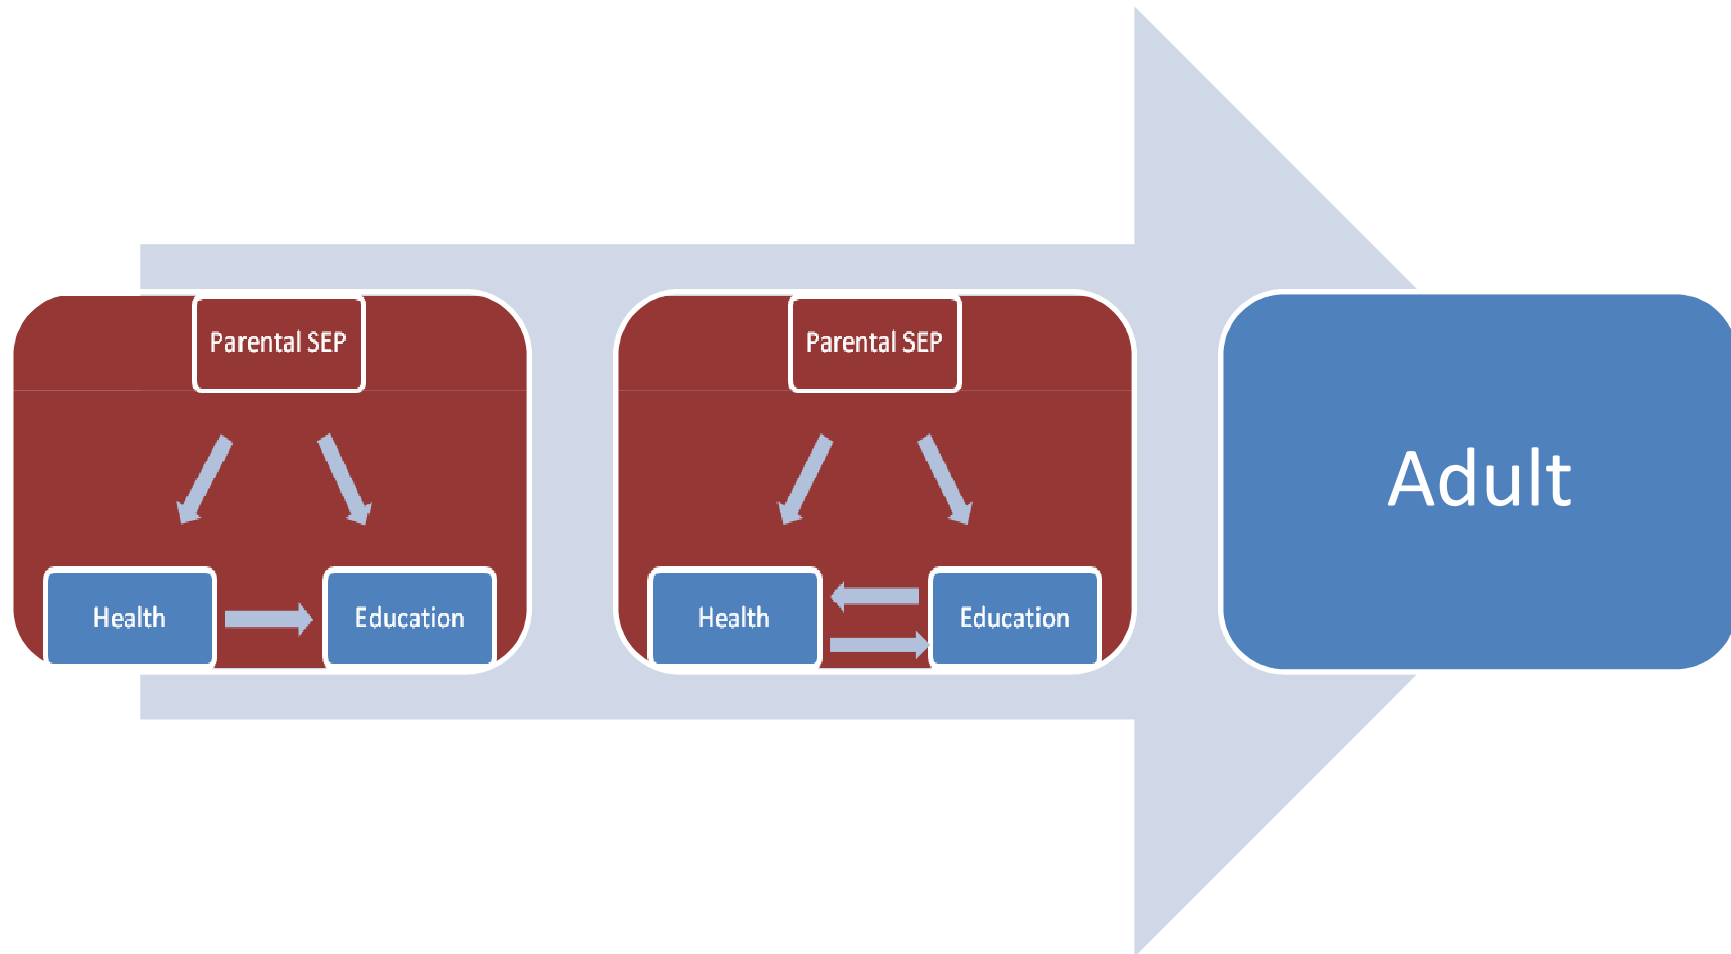 Parental SEP
Health
Education
Parental SEP
Health
Education
Adult